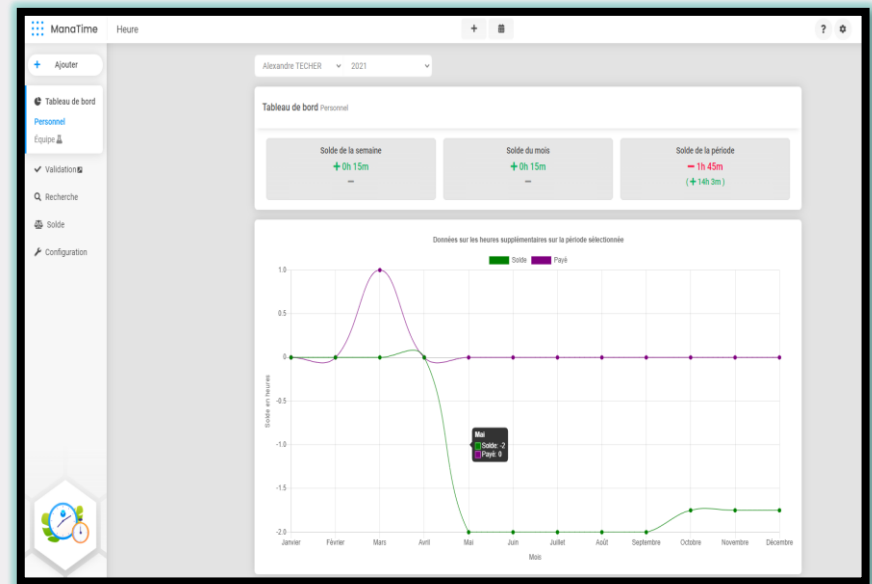 ManaTime
Heure
+
?
+ Ajouter
Alexandre TECHER
2021
Tableau de bord
Personnel
Équipe
Validation
Recherche
Solde
Configuration
Tableau de bord Personnel
Solde de la semaine
+ 0h 15m
–
Solde du mois
+ 0h 15m
–
Solde de la période
– 1h 45m
( + 14h 3m )
Données sur les heures supplémentaires sur la période sélectionnée
Solde Payé
1.0
0.5
0
-0.5
-1.0
-1.5
-2.0
Solde en heures
Mai
Solde: -2
Payé: 0
Janvier Février Mars Avril Mai Juin Juillet Août Septembre Octobre Novembre Décembre
Mois